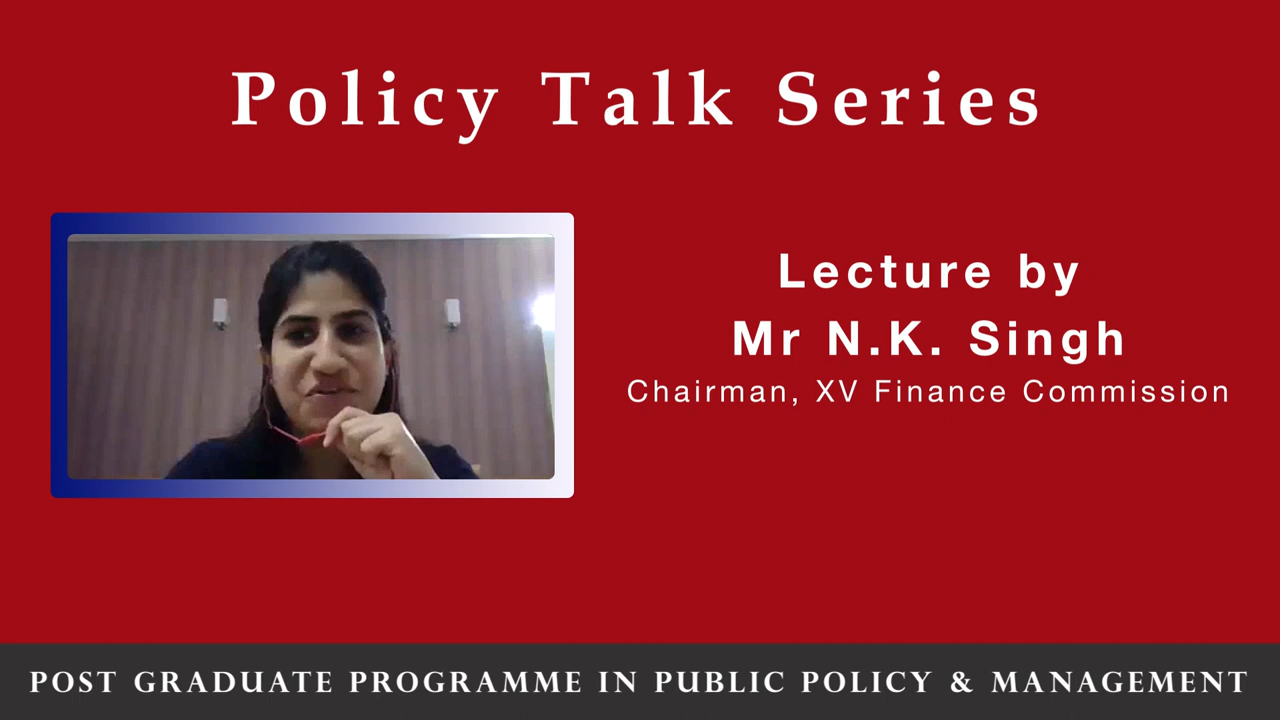 Policy Talk Series
Lecture by
Mr N.K. Singh
Chairman, XV Finance Commission
POST GRADUATE PROGRAMME IN PUBLIC POLICY & MANAGEMENT